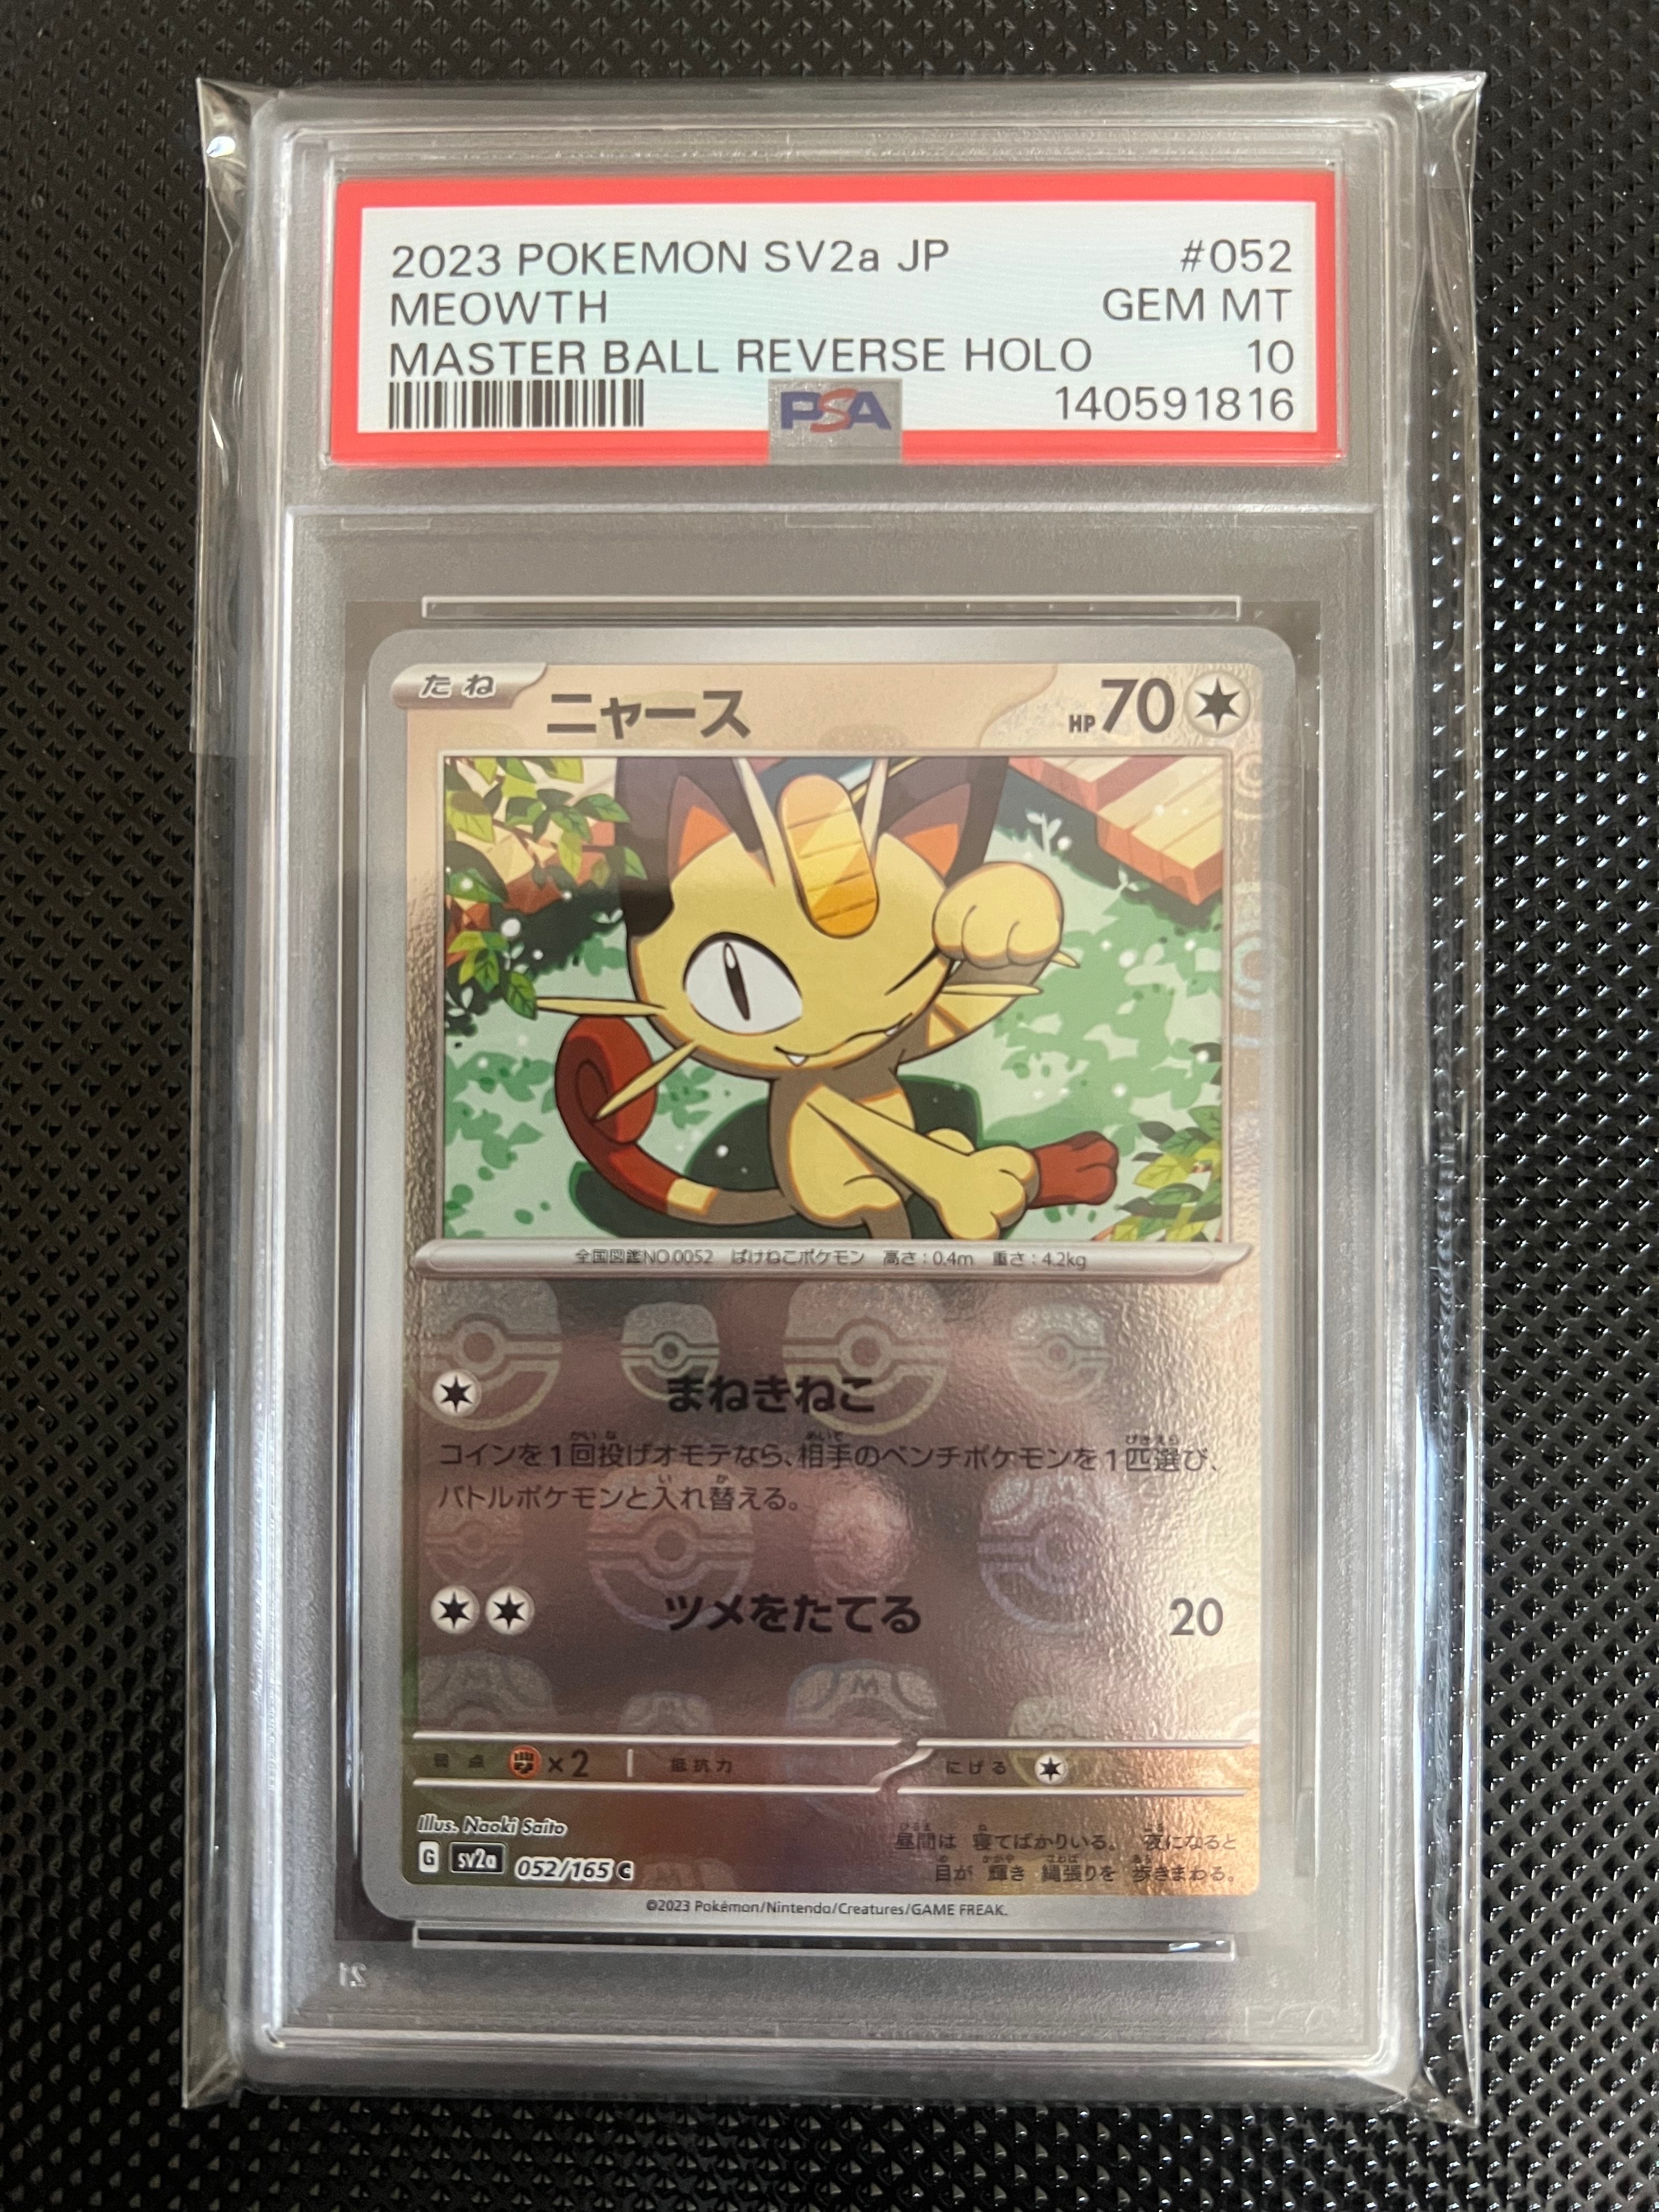 2023 POKEMON SV2a JP #052
MEOWTH GEM MT
MASTER BALL REVERSE HOLO 10
PSA 140591816
たね ニャース HP70
全国図鑑NO.0052 ばけねこポケモン 高さ:0.4m 重さ:4.2kg
まねきねこ
コインを1回投げオモテなら、相手のベンチポケモンを1匹選び、
バトルポケモンと入れ替える。
ツメをたてる 20
弱点 ×2 抵抗力 にげる
Illus. Naoki Saito
昼間は 寝てばかりいる。 夜になると
目が 輝き 縄張りを 歩きまわる。
G sv2a 052/165 C
©2023 Pokémon/Nintendo/Creatures/GAME FREAK.